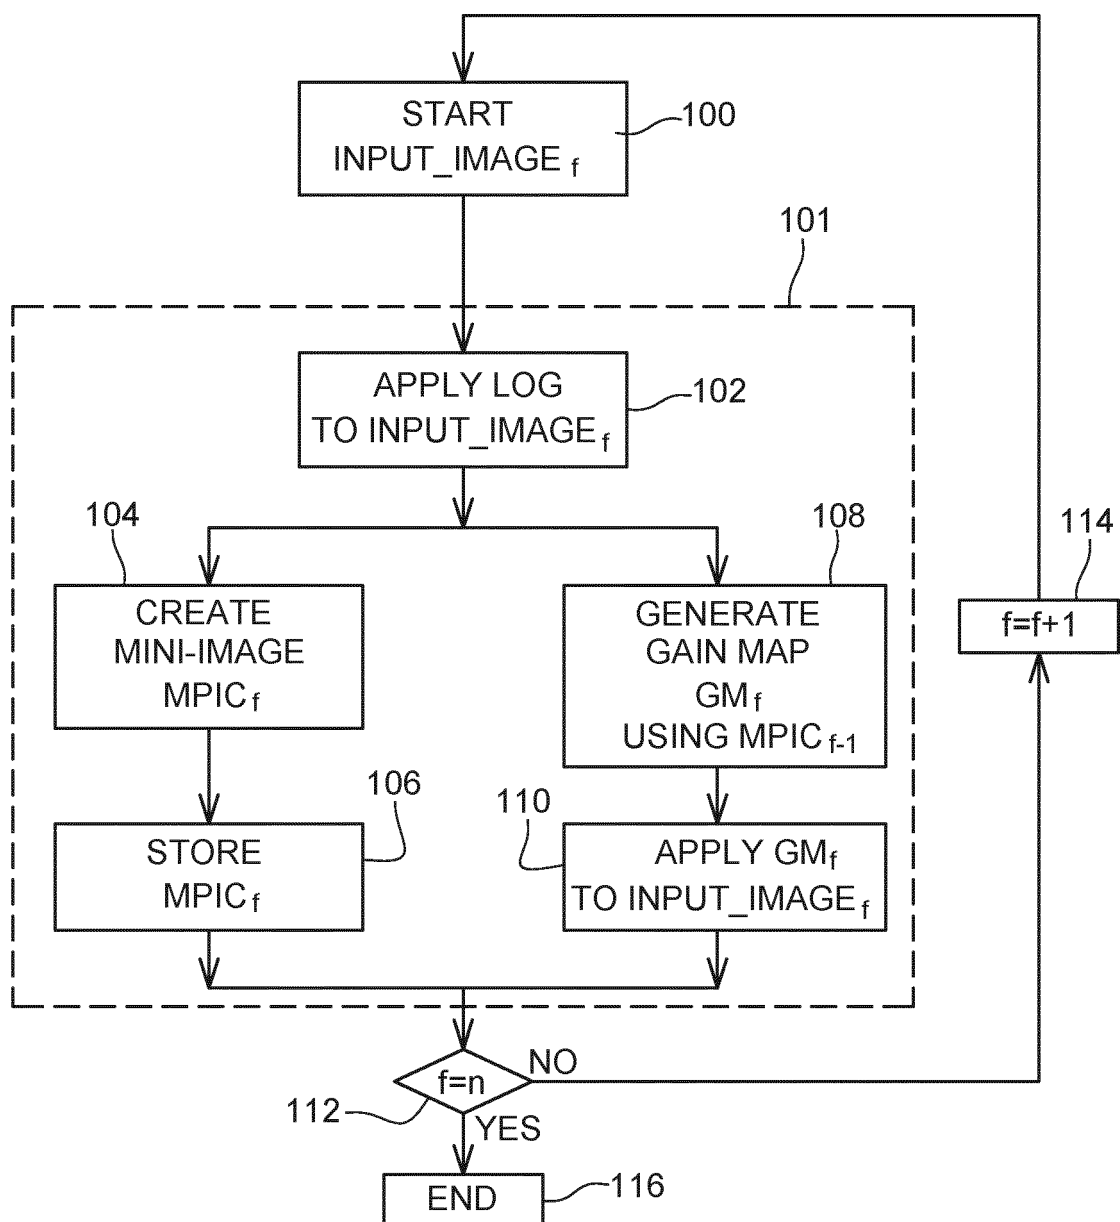 START
INPUT_IMAGE f
100
101
APPLY LOG
TO INPUT_IMAGE f
102
104
CREATE
MINI-IMAGE
MPIC f
108
GENERATE
GAIN MAP
GM f
USING MPIC f-1
114
f=f+1
106
STORE
MPIC f
110
APPLY GM f
TO INPUT_IMAGE f
f=n
NO
112
YES
END
116